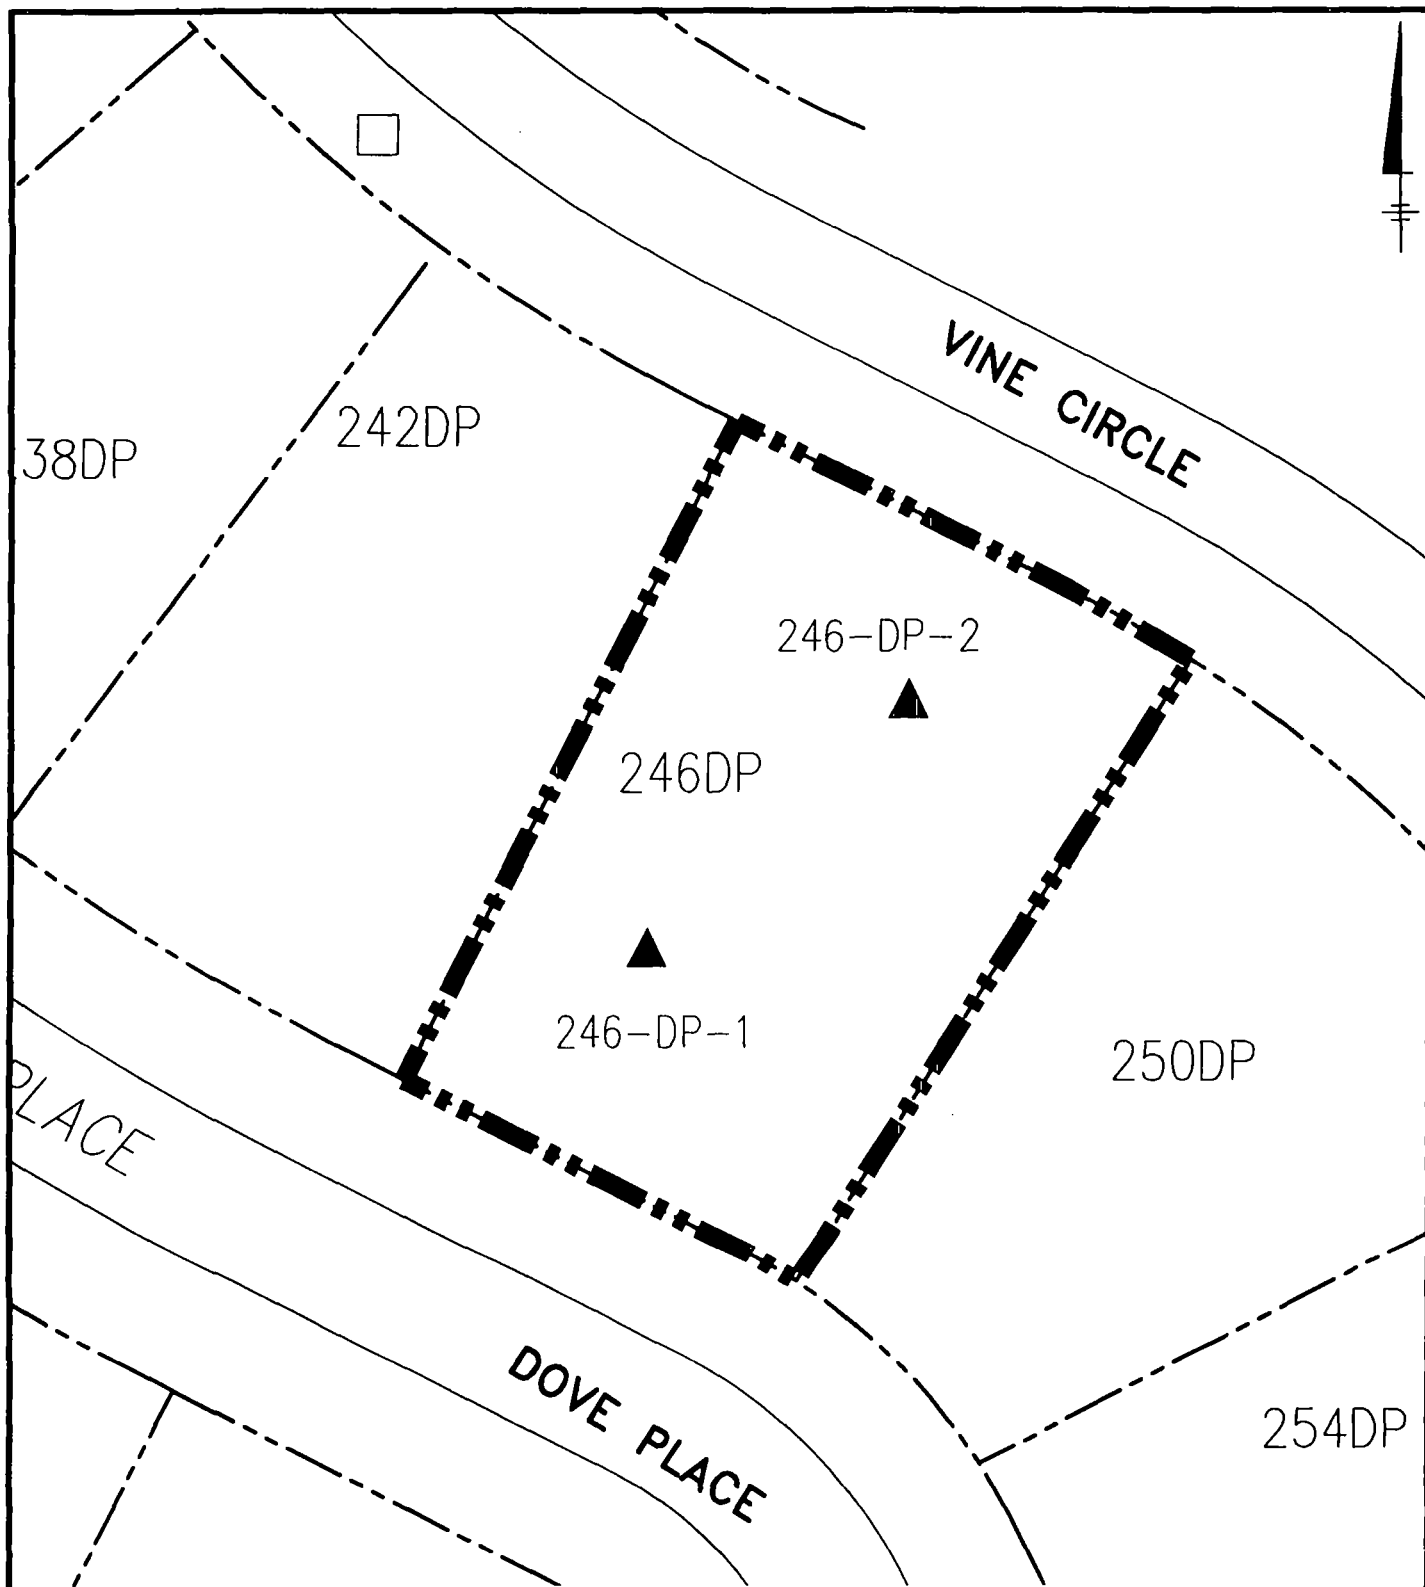 VINE CIRCLE
242DP
38DP
246-DP-2
246DP
246-DP-1
250DP
PLACE
DOVE PLACE
254DP